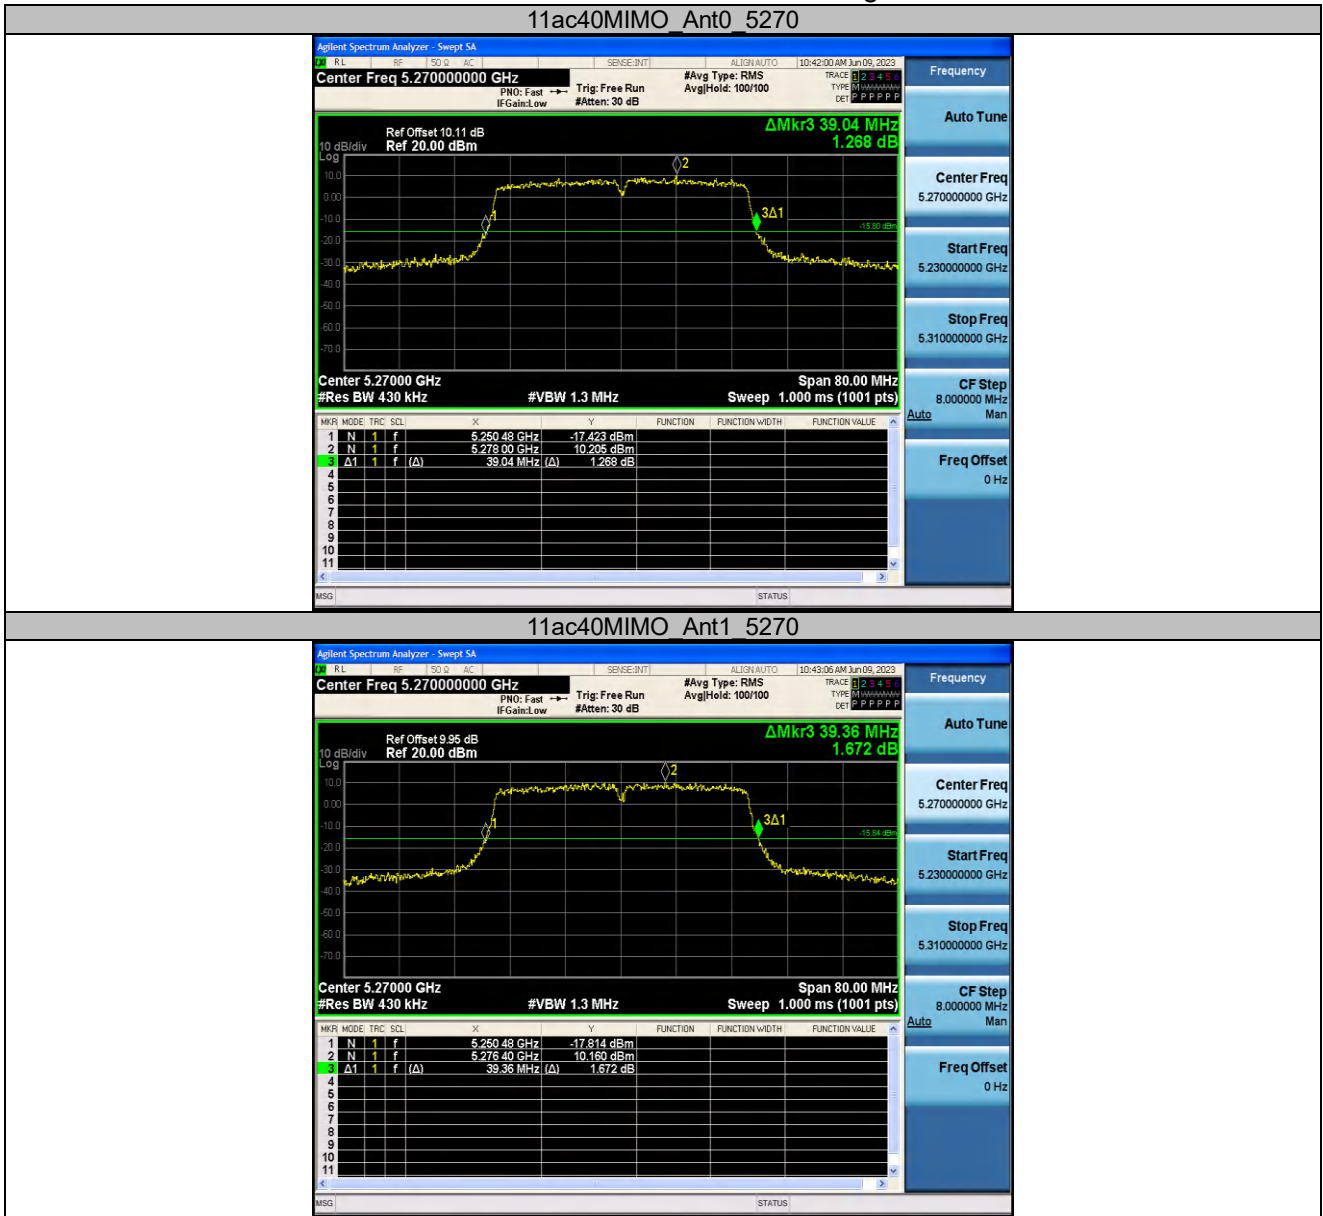 11ac40MIMO_Ant0_5270
Agilent Spectrum Analyzer - Swept SA
RL RF 50 Ω AC SENSE:INT ALIGN AUTO 10:42:00 AM Jun 09, 2023
Center Freq 5.270000000 GHz #Avg Type: RMS TRACE 1 2 3 4 5 6
PNO: Fast Trig: Free Run Avg|Hold: 100/100 TYPE M
IFGain:Low #Atten: 30 dB DET P P P P P P
Frequency
ΔMkr3 39.04 MHz
1.268 dB
Ref Offset 10.11 dB
10 dB/div Ref 20.00 dBm
Log
10.0
0.00
-10.0
-20.0
-30.0
-40.0
-50.0
-60.0
-70.0
1
2
3Δ1
-15.80 dBm
Center 5.27000 GHz Span 80.00 MHz
#Res BW 430 kHz #VBW 1.3 MHz Sweep 1.000 ms (1001 pts)
MKR MODE TRC SCL X Y FUNCTION FUNCTION WIDTH FUNCTION VALUE
1 N 1 f 5.250 48 GHz -17.423 dBm
2 N 1 f 5.278 00 GHz 10.205 dBm
3 Δ1 1 f (Δ) 39.04 MHz (Δ) 1.268 dB
4
5
6
7
8
9
10
11
MSG STATUS
Auto Tune
Center Freq
5.270000000 GHz
Start Freq
5.230000000 GHz
Stop Freq
5.310000000 GHz
CF Step
8.000000 MHz
Auto Man
Freq Offset
0 Hz
11ac40MIMO_Ant1_5270
Agilent Spectrum Analyzer - Swept SA
RL RF 50 Ω AC SENSE:INT ALIGN AUTO 10:43:06 AM Jun 09, 2023
Center Freq 5.270000000 GHz #Avg Type: RMS TRACE 1 2 3 4 5 6
PNO: Fast Trig: Free Run Avg|Hold: 100/100 TYPE M
IFGain:Low #Atten: 30 dB DET P P P P P P
Frequency
ΔMkr3 39.36 MHz
1.672 dB
Ref Offset 9.95 dB
10 dB/div Ref 20.00 dBm
Log
10.0
0.00
-10.0
-20.0
-30.0
-40.0
-50.0
-60.0
-70.0
1
2
3Δ1
-15.84 dBm
Center 5.27000 GHz Span 80.00 MHz
#Res BW 430 kHz #VBW 1.3 MHz Sweep 1.000 ms (1001 pts)
MKR MODE TRC SCL X Y FUNCTION FUNCTION WIDTH FUNCTION VALUE
1 N 1 f 5.250 48 GHz -17.814 dBm
2 N 1 f 5.276 40 GHz 10.160 dBm
3 Δ1 1 f (Δ) 39.36 MHz (Δ) 1.672 dB
4
5
6
7
8
9
10
11
MSG STATUS
Auto Tune
Center Freq
5.270000000 GHz
Start Freq
5.230000000 GHz
Stop Freq
5.310000000 GHz
CF Step
8.000000 MHz
Auto Man
Freq Offset
0 Hz